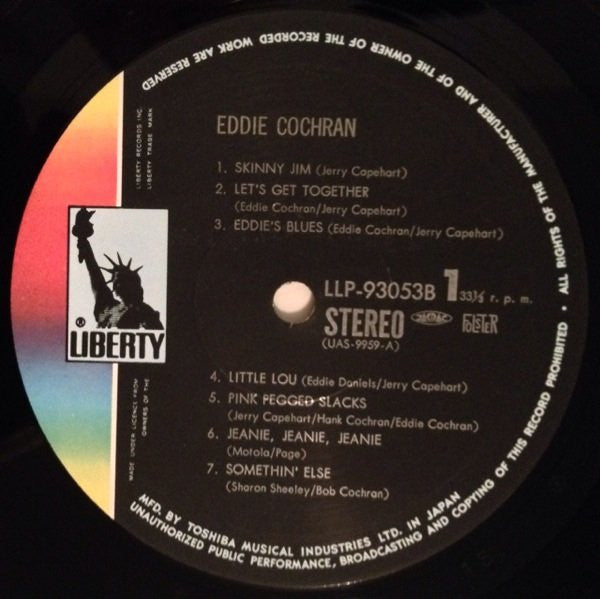 EDDIE COCHRAN
1. SKINNY JIM (Jerry Capehart)
2. LET'S GET TOGETHER
(Eddie Cochran/Jerry Capehart)
3. EDDIE'S BLUES (Eddie Cochran/Jerry Capehart)
LLP-93053B 1 33⅓ r. p. m.
STEREO
(UAS-9959-A)
4. LITTLE LOU (Eddie Daniels/Jerry Capehart)
5. PINK PEGGED SLACKS
(Jerry Capehart/Hank Cochran/Eddie Cochran)
6. JEANIE, JEANIE, JEANIE
(Motola/Page)
7. SOMETHIN' ELSE
(Sharon Sheeley/Bob Cochran)
LIBERTY
LIBERTY RECORDS INC.
LIBERTY TRADE MARK
MADE UNDER LICENCE FROM
OWNERS OF THE
MFD. BY TOSHIBA MUSICAL INDUSTRIES LTD. IN JAPAN
UNAUTHORIZED PUBLIC PERFORMANCE, BROADCASTING AND COPYING OF THIS RECORD PROHIBITED • ALL RIGHTS OF THE MANUFACTURER AND OF THE OWNER OF THE RECORDED WORK ARE RESERVED